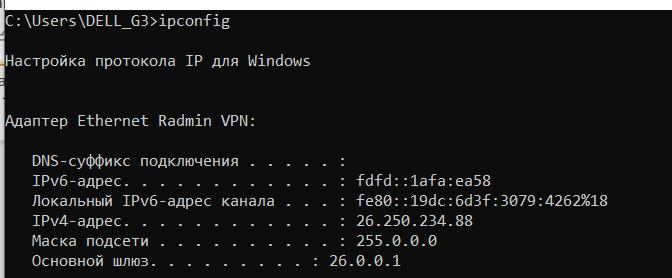 C:\Users\DELL_G3>ipconfig
Настройка протокола IP для Windows
Адаптер Ethernet Radmin VPN:
DNS-суффикс подключения . . . . . :
IPv6-адрес. . . . . . . . . . . . : fdfd::1afa:ea58
Локальный IPv6-адрес канала . . . : fe80::19dc:6d3f:3079:4262%18
IPv4-адрес. . . . . . . . . . . . : 26.250.234.88
Маска подсети . . . . . . . . . . : 255.0.0.0
Основной шлюз. . . . . . . . . : 26.0.0.1